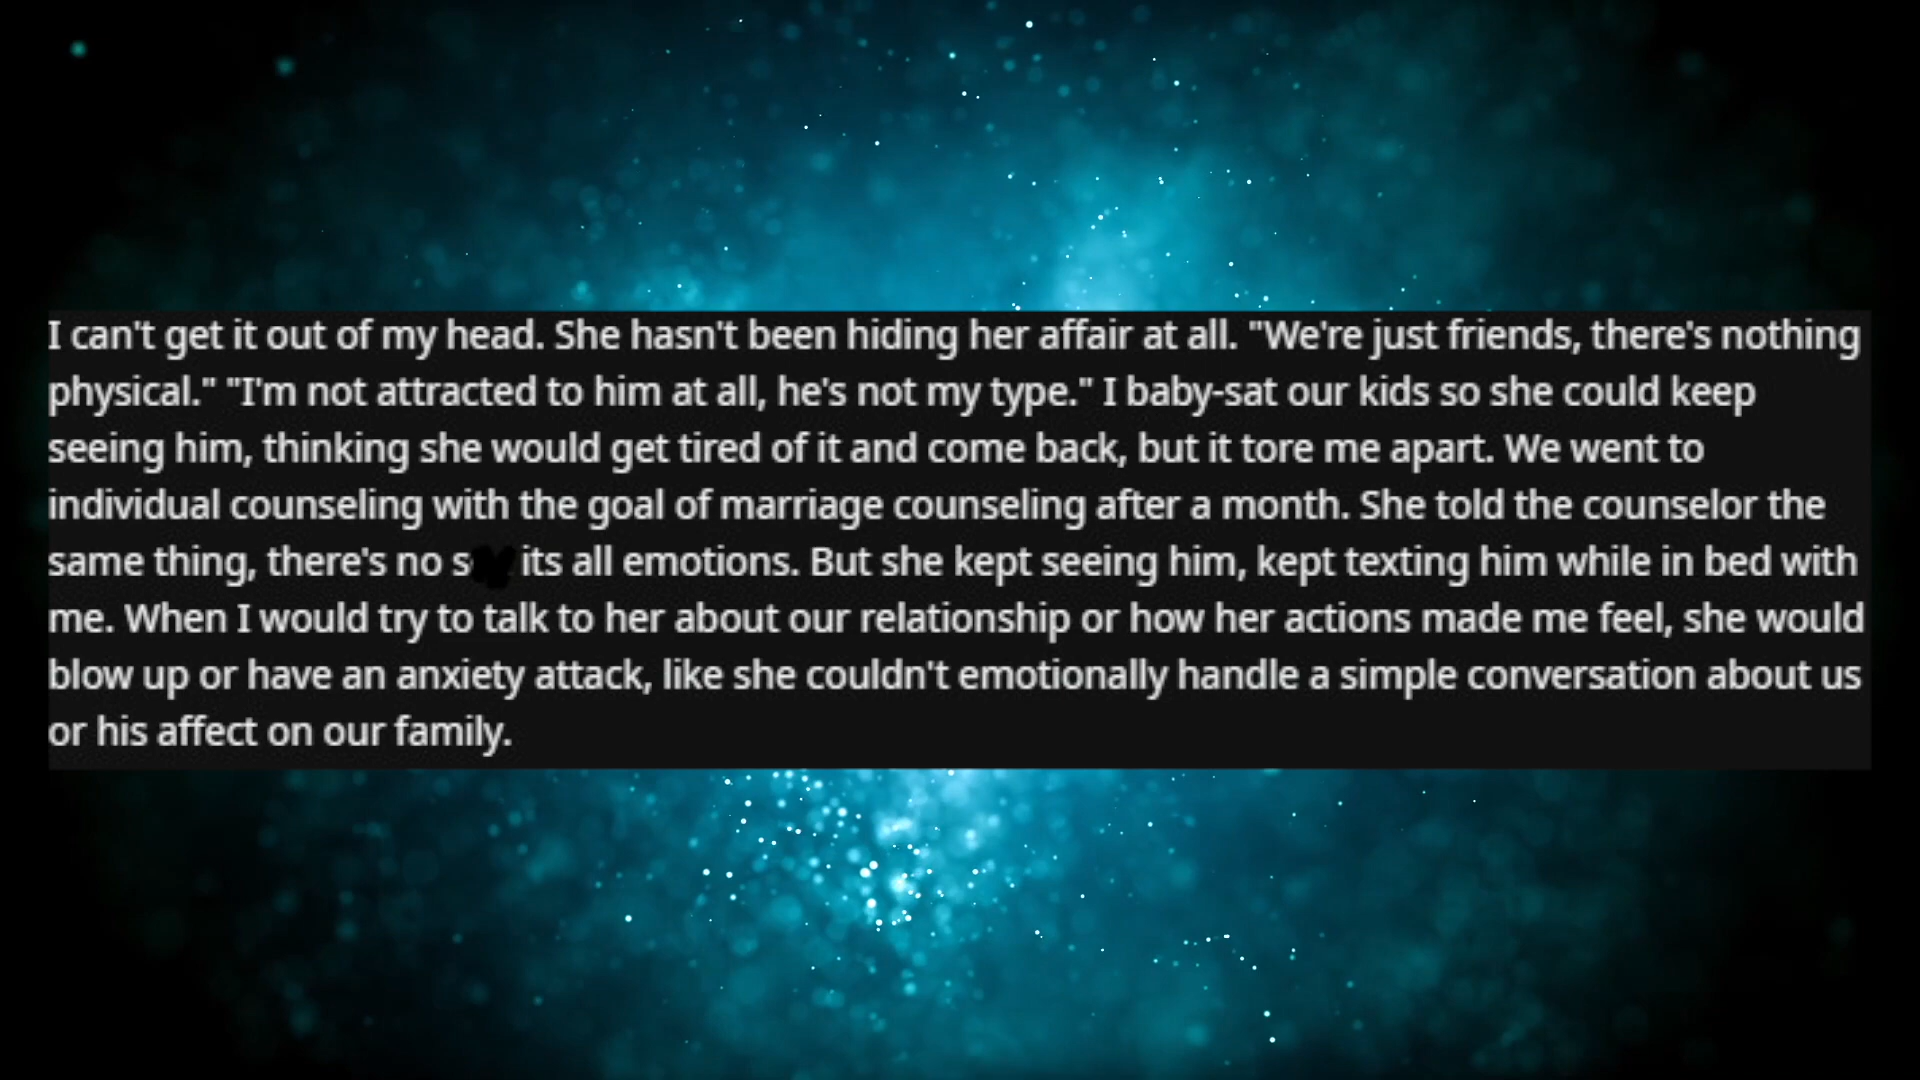 I can't get it out of my head. She hasn't been hiding her affair at all. "We're just friends, there's nothing
physical." "I'm not attracted to him at all, he's not my type." I baby-sat our kids so she could keep
seeing him, thinking she would get tired of it and come back, but it tore me apart. We went to
individual counseling with the goal of marriage counseling after a month. She told the counselor the
same thing, there's no its all emotions. But she kept seeing him, kept texting him while in bed with
me. When I would try to talk to her about our relationship or how her actions made me feel, she would
blow up or have an anxiety attack, like she couldn't emotionally handle a simple conversation about us
or his affect on our family.